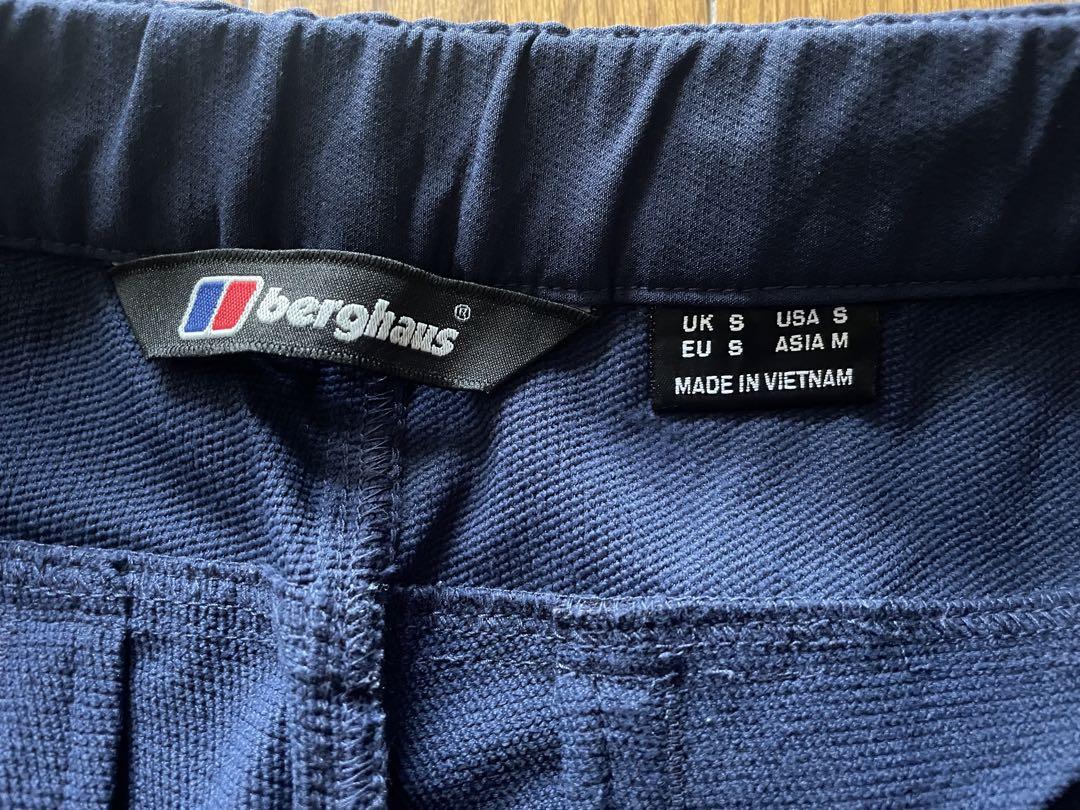 berghaus®
UK S USA S
EU S ASIA M
MADE IN VIETNAM